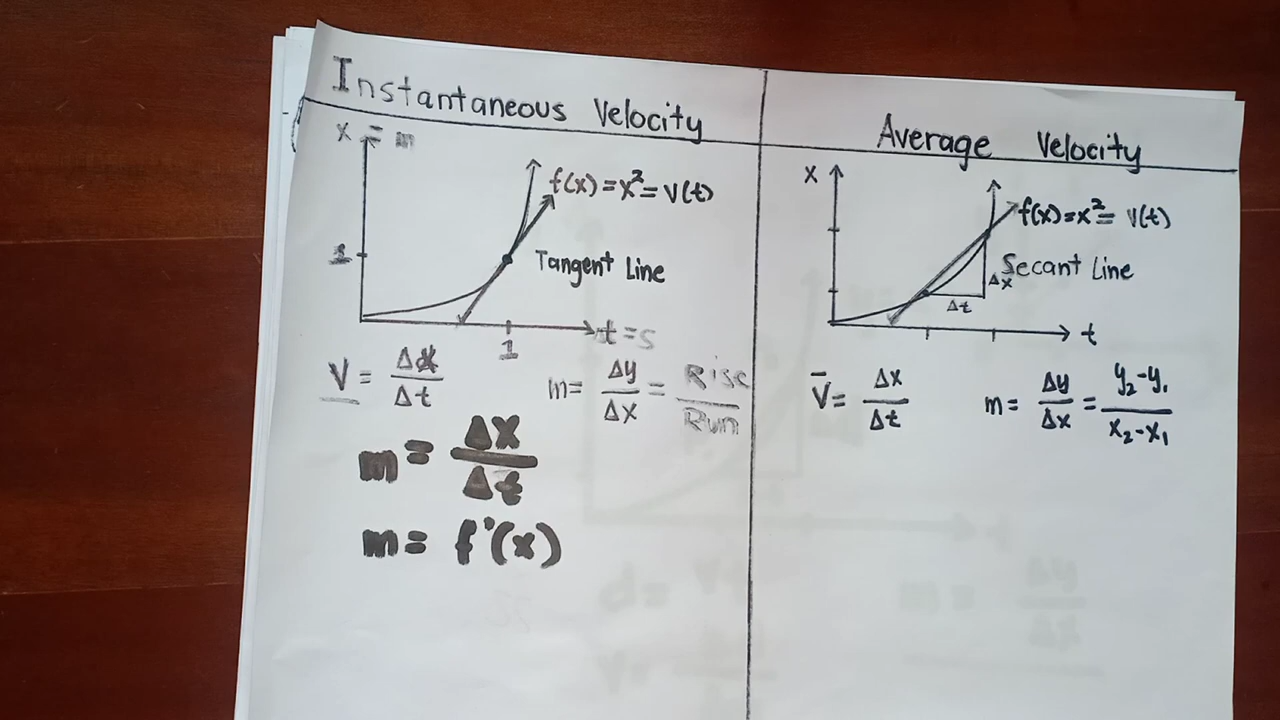 Instantaneous Velocity
x = m
f(x)=x²=v(t)
1
Tangent Line
t=s
1
V = Δx/Δt
m= Δy/Δx = Rise/Run
m= Δx/Δt
m= f'(x)
Average Velocity
x
f(x)=x²= v(t)
Secant Line
Δx
Δt
t
V̄= Δx/Δt
m= Δy/Δx = y₂-y₁/x₂-x₁